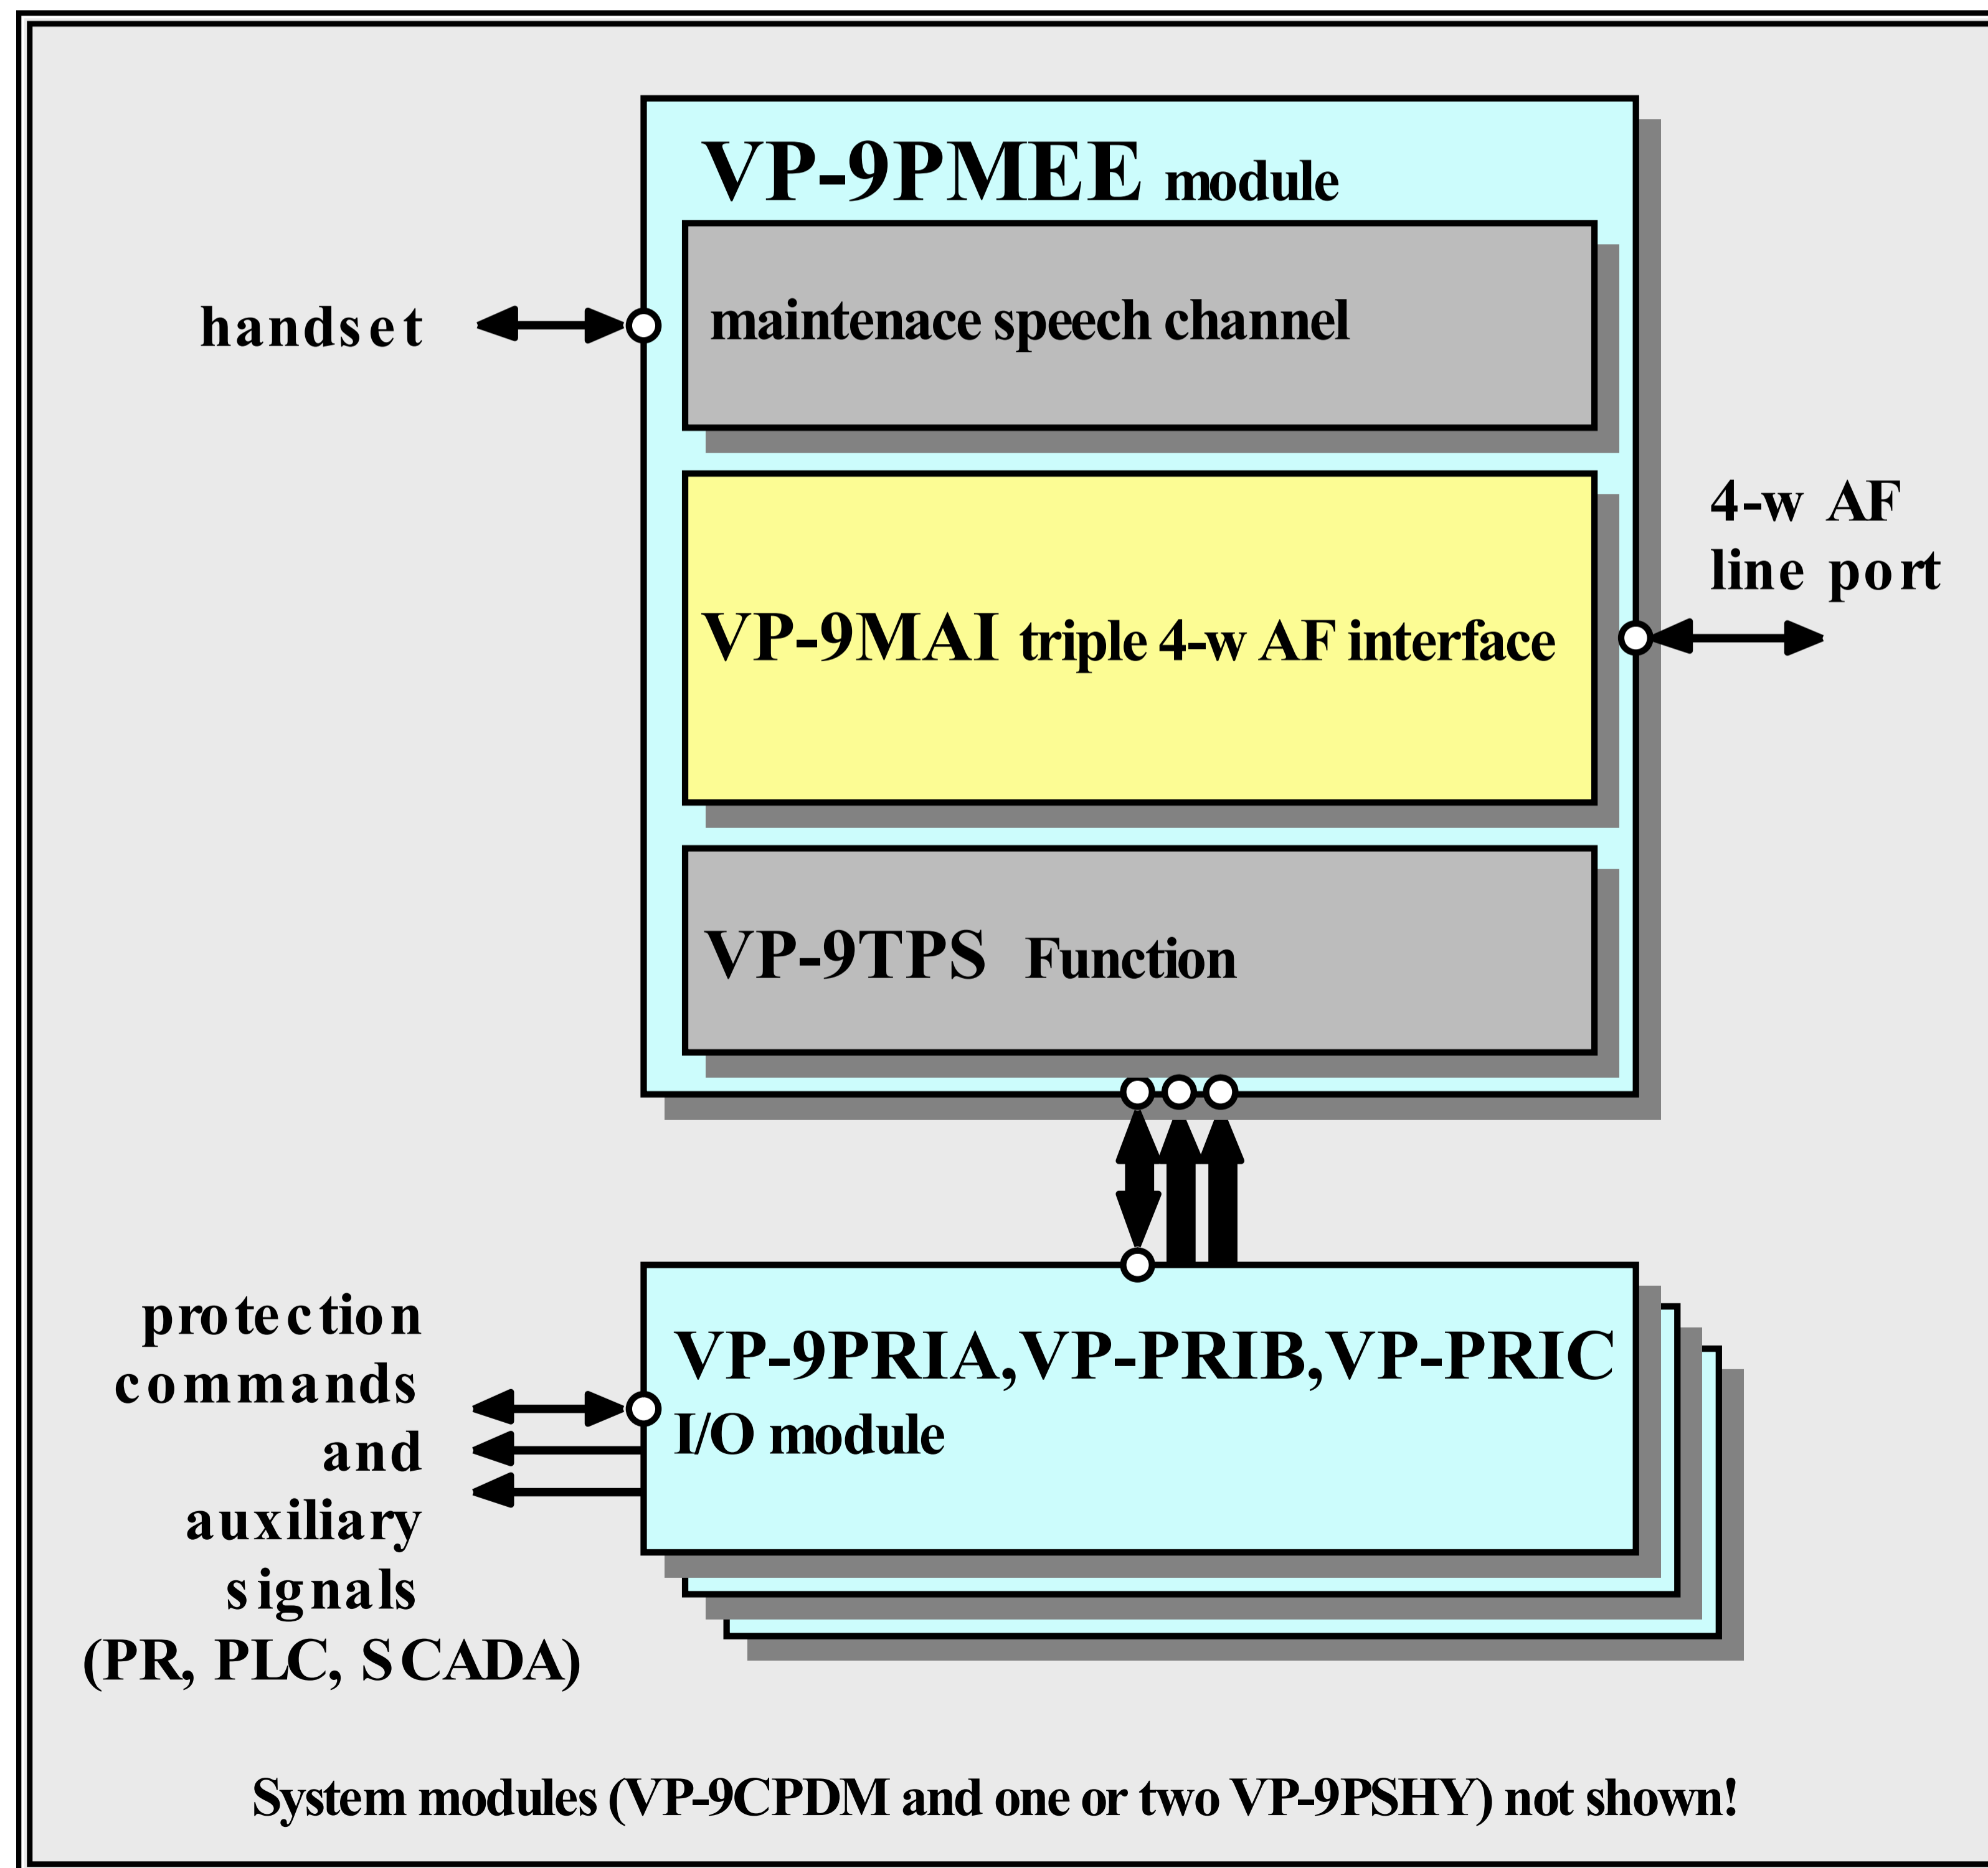 VP-9PMEE module
maintenace speech channel
handset
4-w AF
line port
VP-9MAI triple 4-w AF interface
VP-9TPS Function
VP-9PRIA,VP-PRIB,VP-PRIC
I/O module
protection
commands
and
auxiliary
signals
(PR, PLC, SCADA)
System modules (VP-9CPDM and one or two VP-9PSHY) not shown!